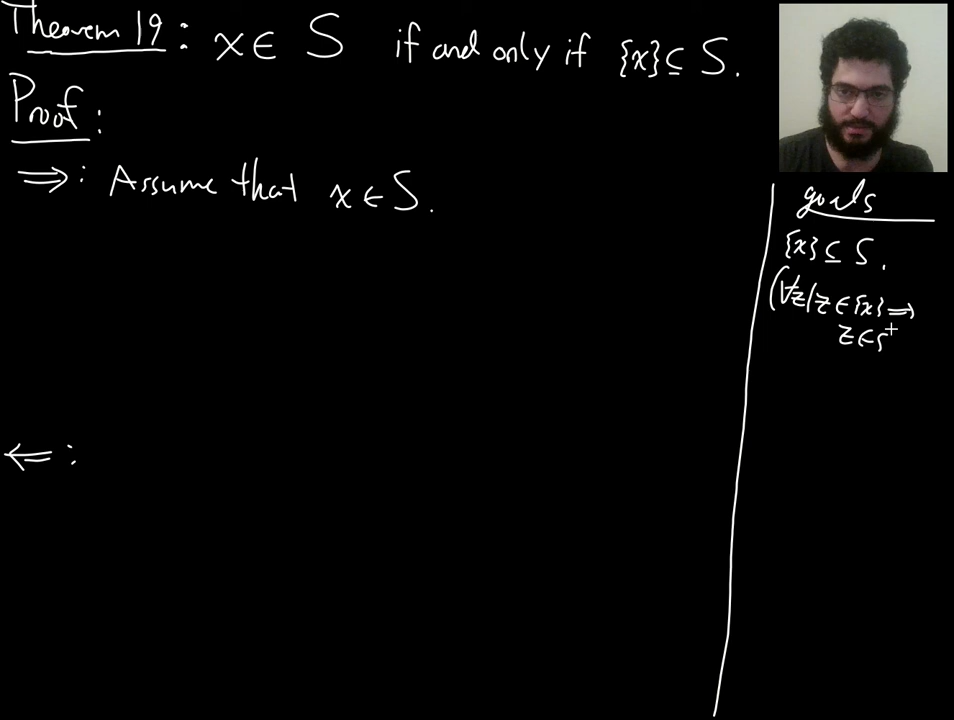 Theorem 19: x ∈ S if and only if {x} ⊆ S.
Proof:
⇒: Assume that x ∈ S.
⇐:
goals
{x} ⊆ S.
(∀z / z ∈ {x} ⇒
z ∈ S